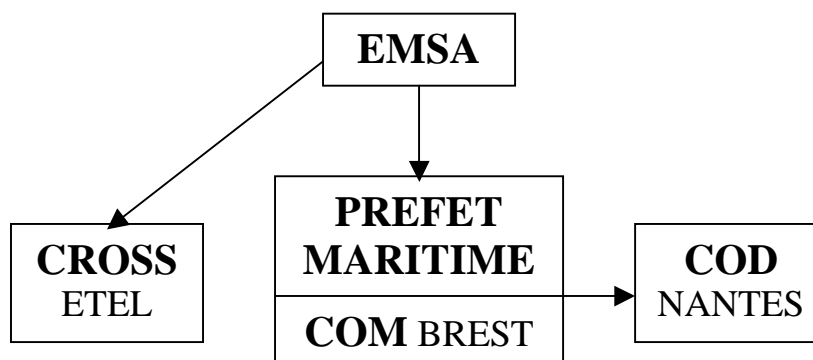 EMSA
CROSS
ETEL
PREFET
MARITIME
COM BREST
COD
NANTES